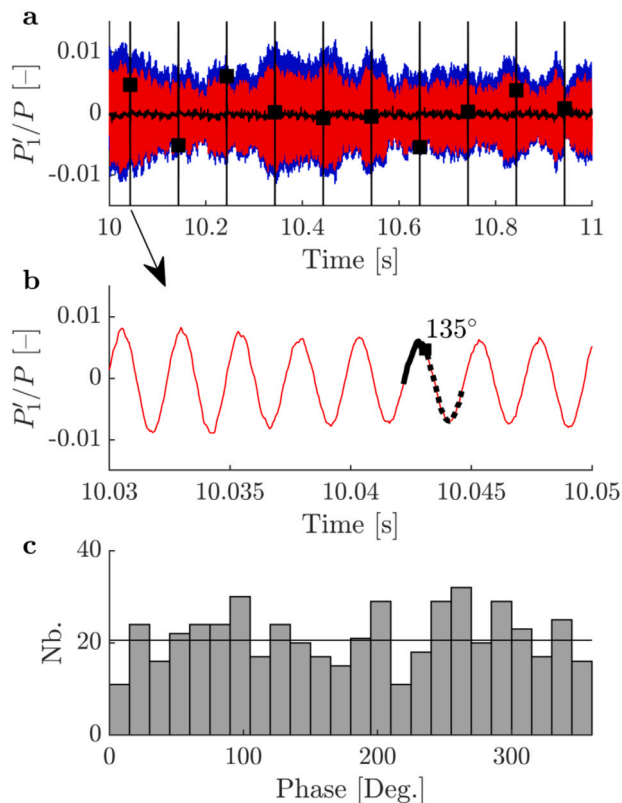 a
P′₁/P [–]
0.01
0
-0.01
10 10.2 10.4 10.6 10.8 11
Time [s]
b
P′₁/P [–]
0.01
0
-0.01
135°
10.03 10.035 10.04 10.045 10.05
Time [s]
c
Nb.
40
20
0
0 100 200 300
Phase [Deg.]